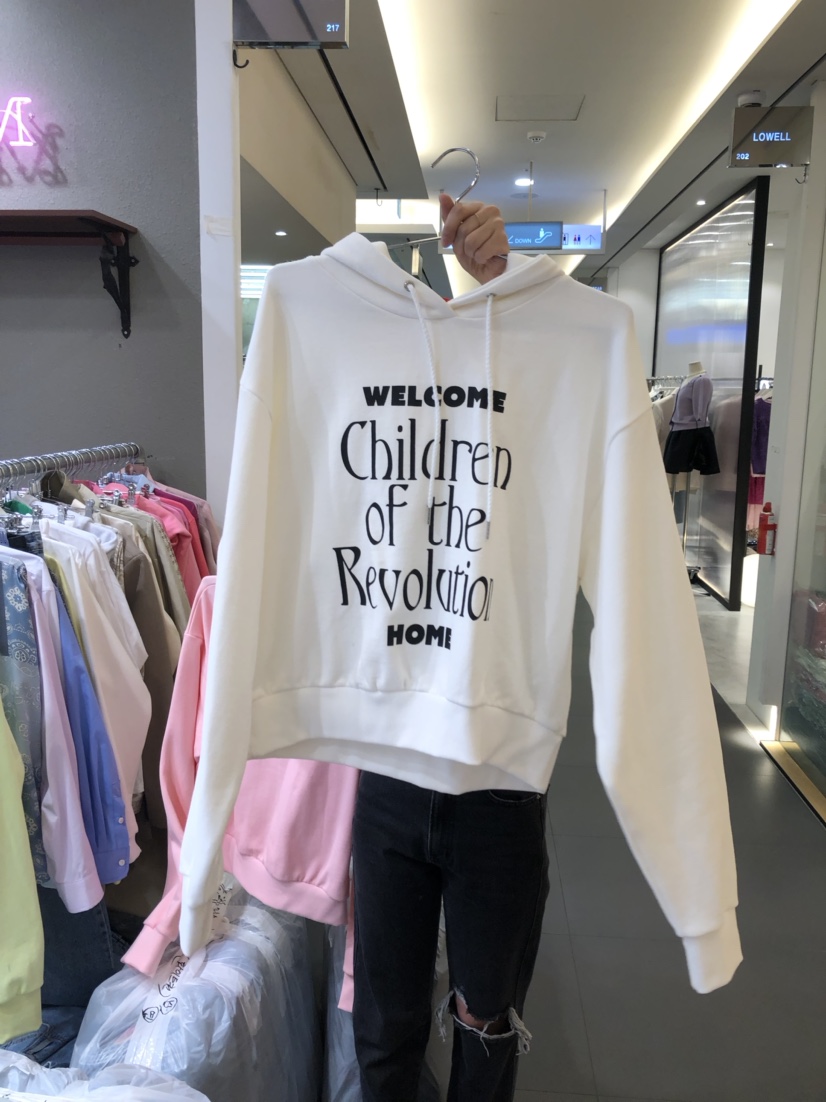 217
LOWELL
202
DOWN
WELCOME
Children
of the
Revolution
HOME